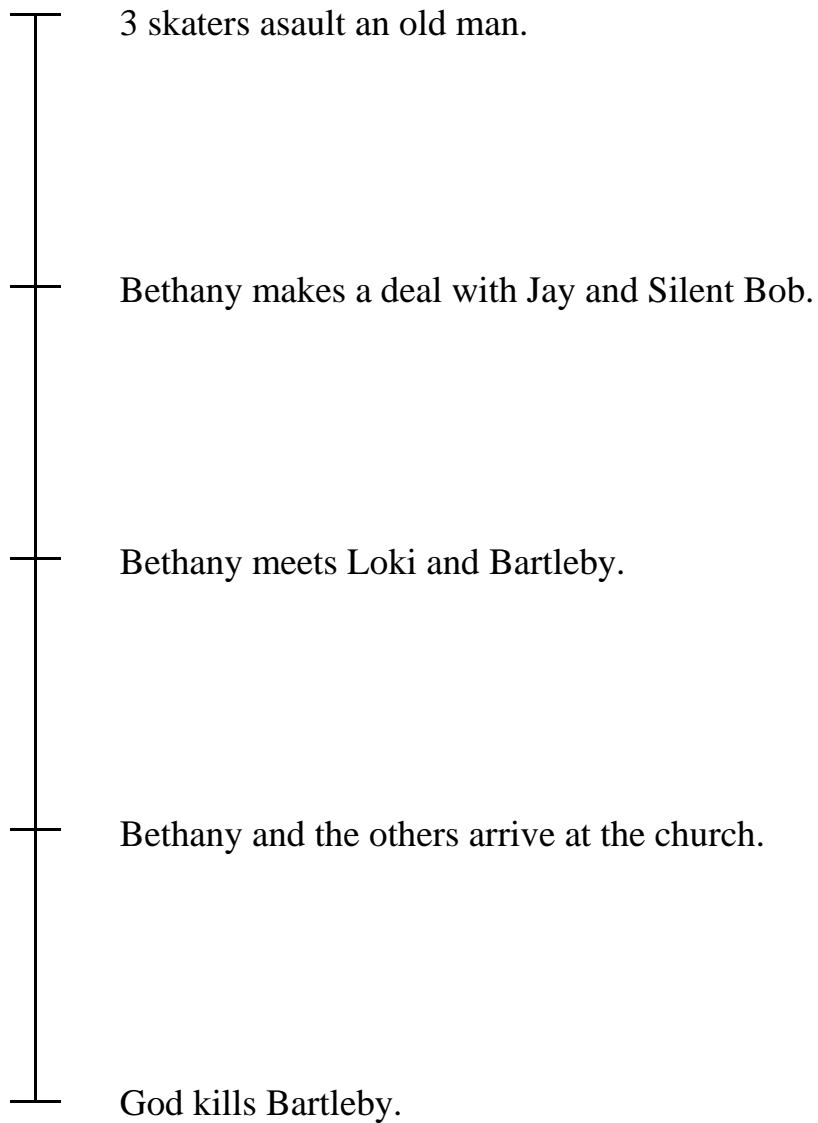 3 skaters asault an old man.
Bethany makes a deal with Jay and Silent Bob.
Bethany meets Loki and Bartleby.
Bethany and the others arrive at the church.
God kills Bartleby.